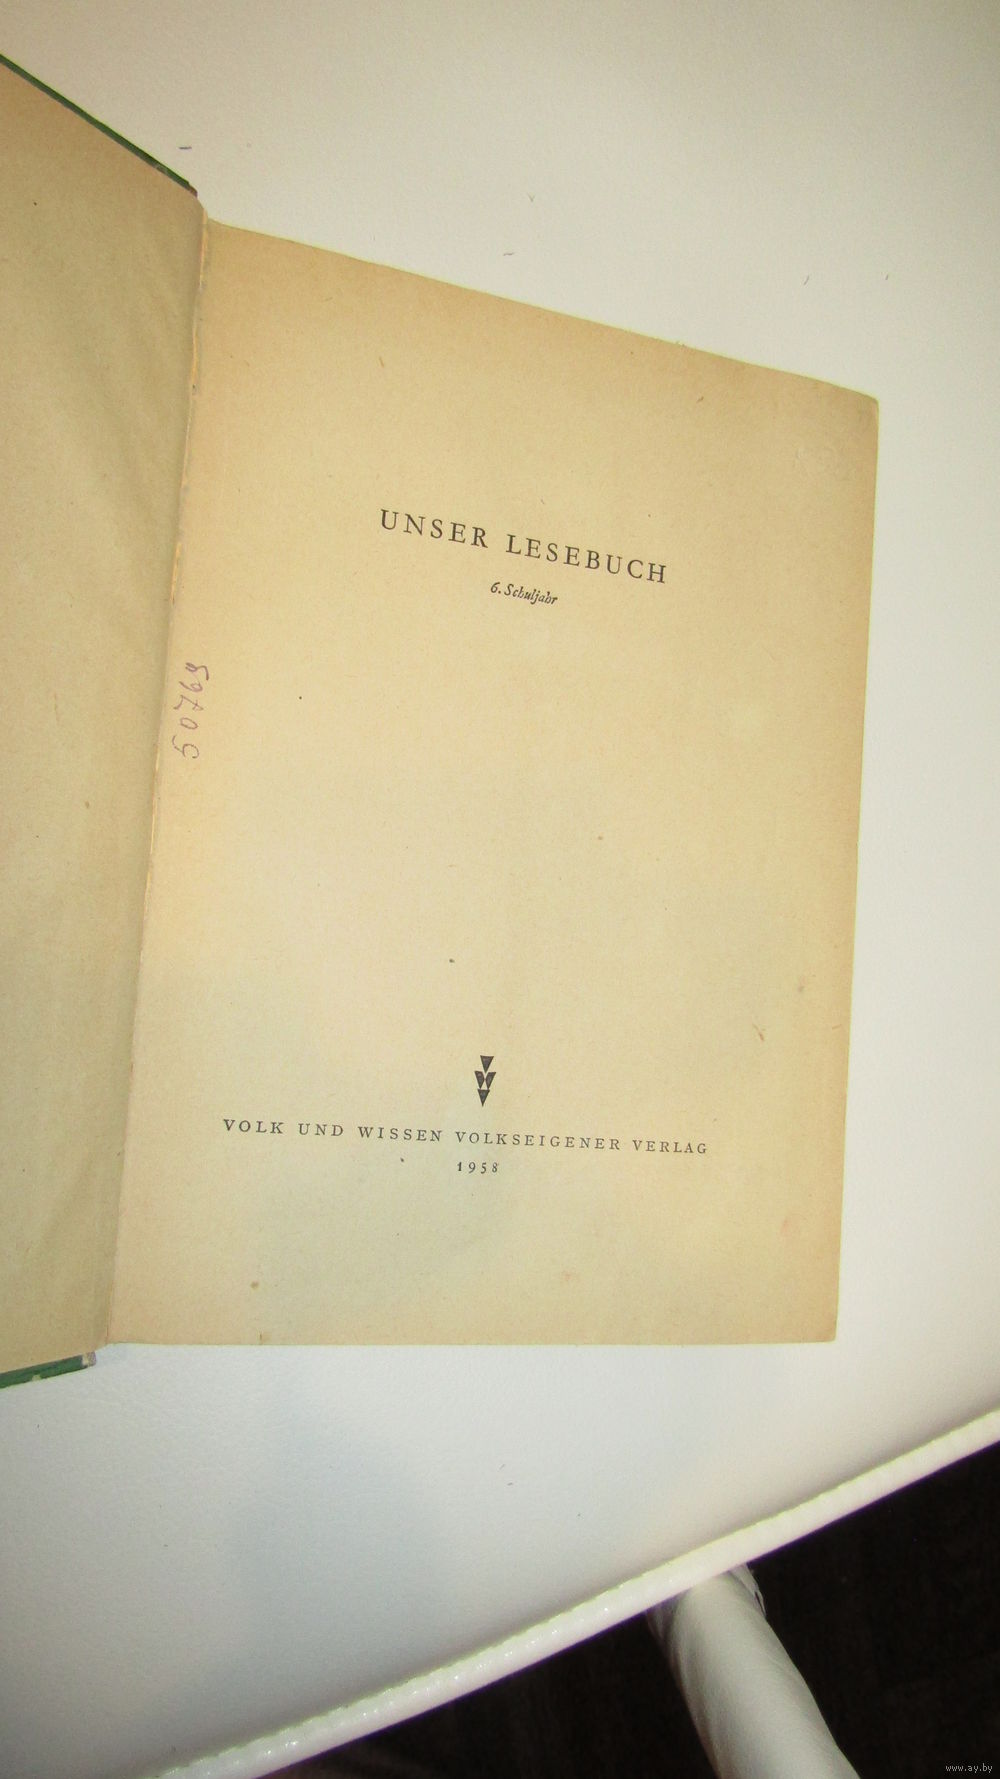 UNSER LESEBUCH
6. Schuljahr
50769
VOLK UND WISSEN VOLKSEIGENER VERLAG
1958
www.ay.by